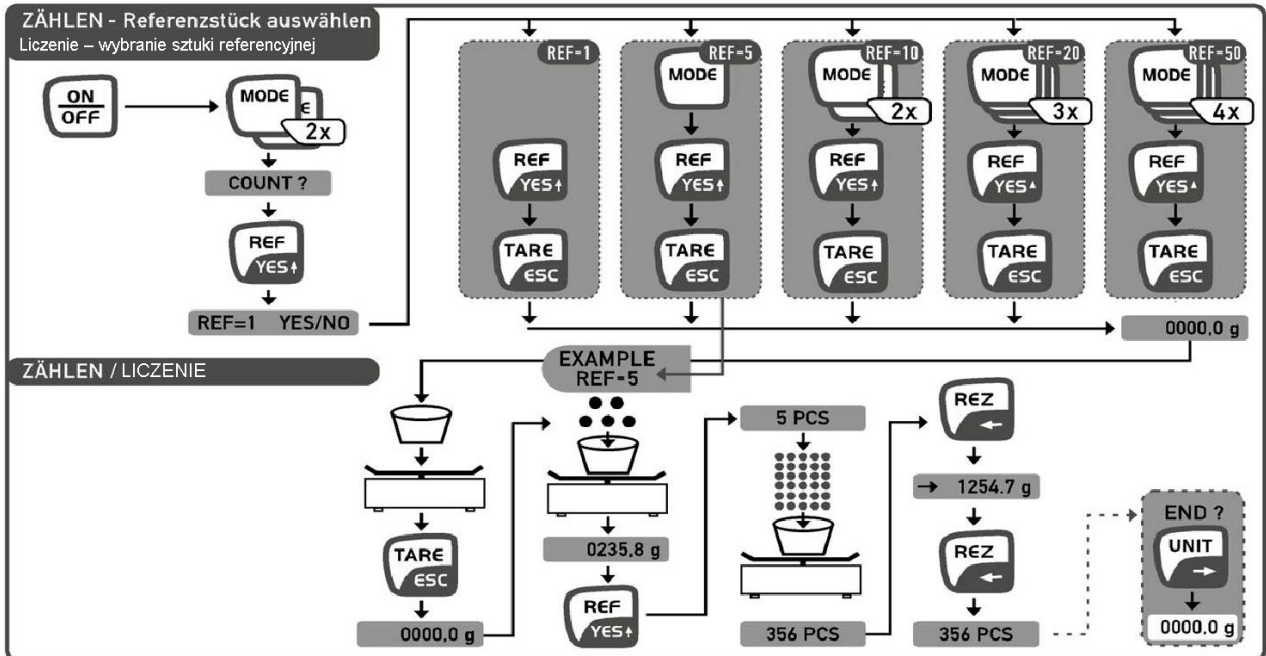 ZÄHLEN - Referenzstück auswählen
Liczenie – wybranie sztuki referencyjnej
ON
OFF
MODE
E
2x
COUNT ?
REF
YES↑
REF=1 YES/NO
REF=1
REF
YES↑
TARE
ESC
REF=5
MODE
REF
YES↑
TARE
ESC
REF=10
MODE
2x
REF
YES↑
TARE
ESC
REF=20
MODE
3x
REF
YES▲
TARE
ESC
REF=50
MODE
4x
REF
YES▲
TARE
ESC
0000,0 g
ZÄHLEN / LICZENIE
TARE
ESC
0000,0 g
EXAMPLE
REF=5
0235,8 g
REF
YES↑
5 PCS
356 PCS
REZ
←
→ 1254.7 g
REZ
←
356 PCS
END ?
UNIT
→
0000,0 g